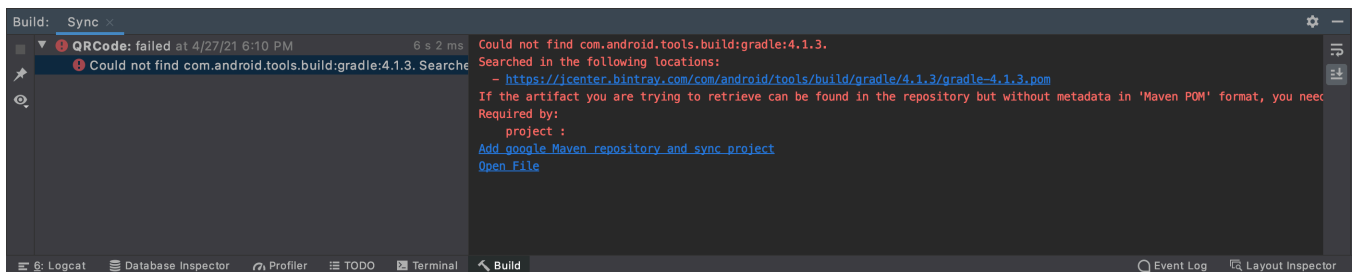 Build: Sync ×
QRCode: failed at 4/27/21 6:10 PM 6 s 2 ms
Could not find com.android.tools.build:gradle:4.1.3. Searche
Could not find com.android.tools.build:gradle:4.1.3.
Searched in the following locations:
- https://jcenter.bintray.com/com/android/tools/build/gradle/4.1.3/gradle-4.1.3.pom
If the artifact you are trying to retrieve can be found in the repository but without metadata in 'Maven POM' format, you need
Required by:
project :
Add google Maven repository and sync project
Open File
6: Logcat Database Inspector Profiler TODO Terminal Build Event Log Layout Inspector